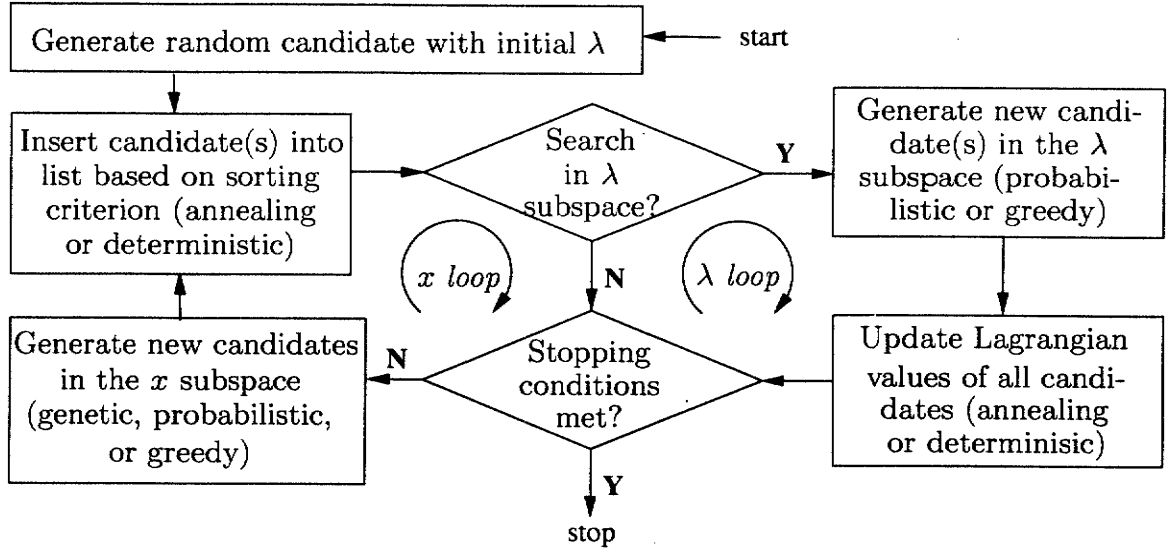 Generate random candidate with initial λ
start
Insert candidate(s) into
list based on sorting
criterion (annealing
or deterministic)
Search
in λ
subspace?
Y
Generate new candi-
date(s) in the λ
subspace (probabi-
listic or greedy)
x loop
N
λ loop
Generate new candidates
in the x subspace
(genetic, probabilistic,
or greedy)
N
Stopping
conditions
met?
Update Lagrangian
values of all candi-
dates (annealing
or determinisic)
Y
stop